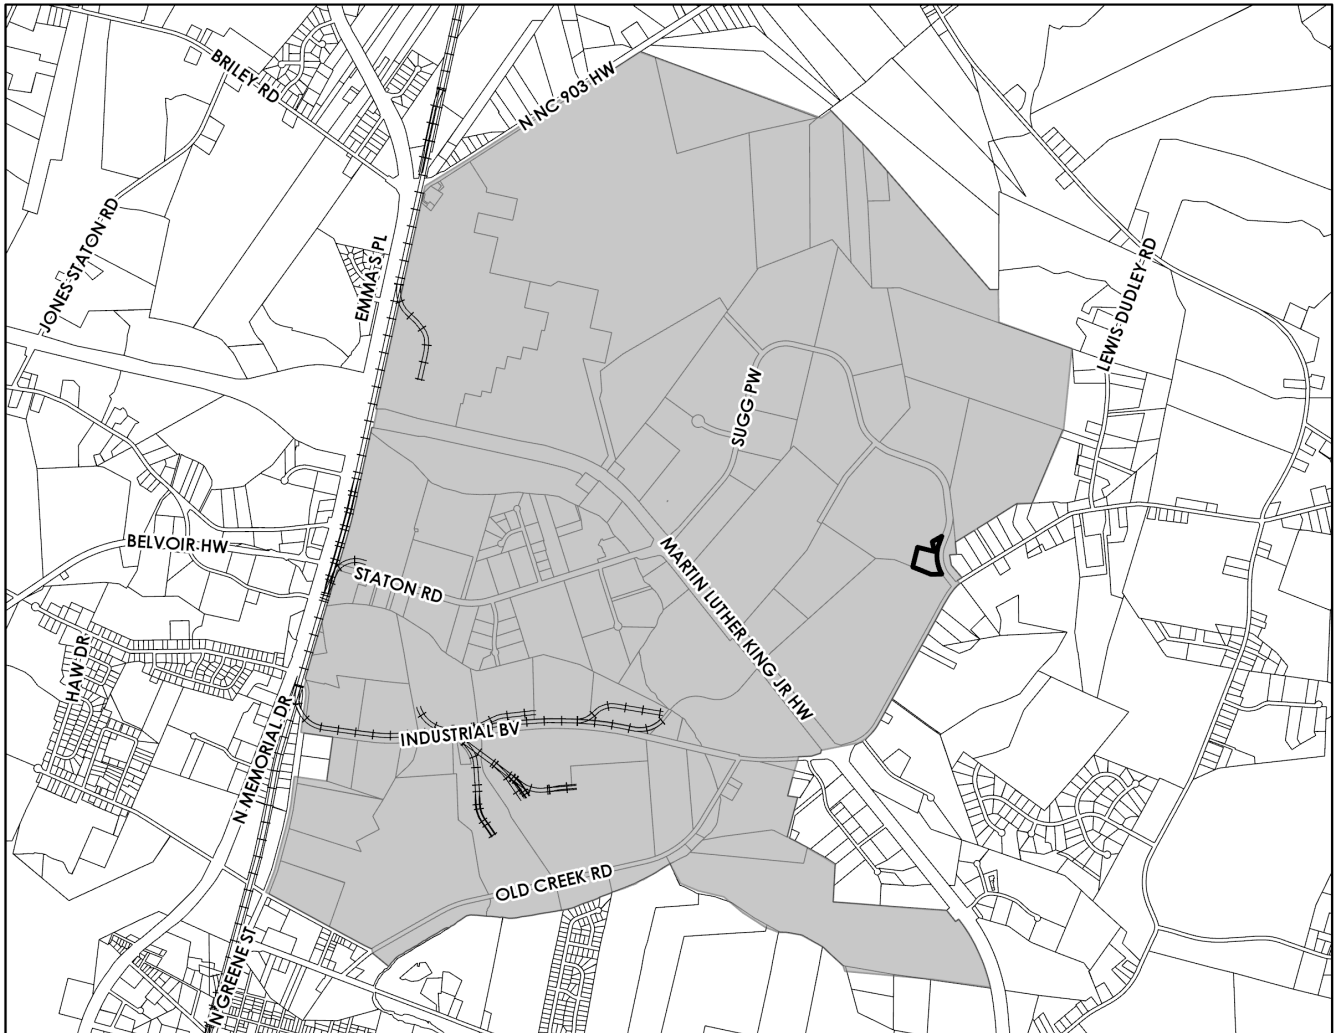 BRILEY RD
N NC 903 HW
JONES STATON RD
EMMA S PL
LEWIS DUDLEY RD
SUGG PW
BELVOIR HW
STATON RD
MARTIN LUTHER KING JR HW
HAW DR
N MEMORIAL DR
INDUSTRIAL BV
OLD CREEK RD
N GREENE ST